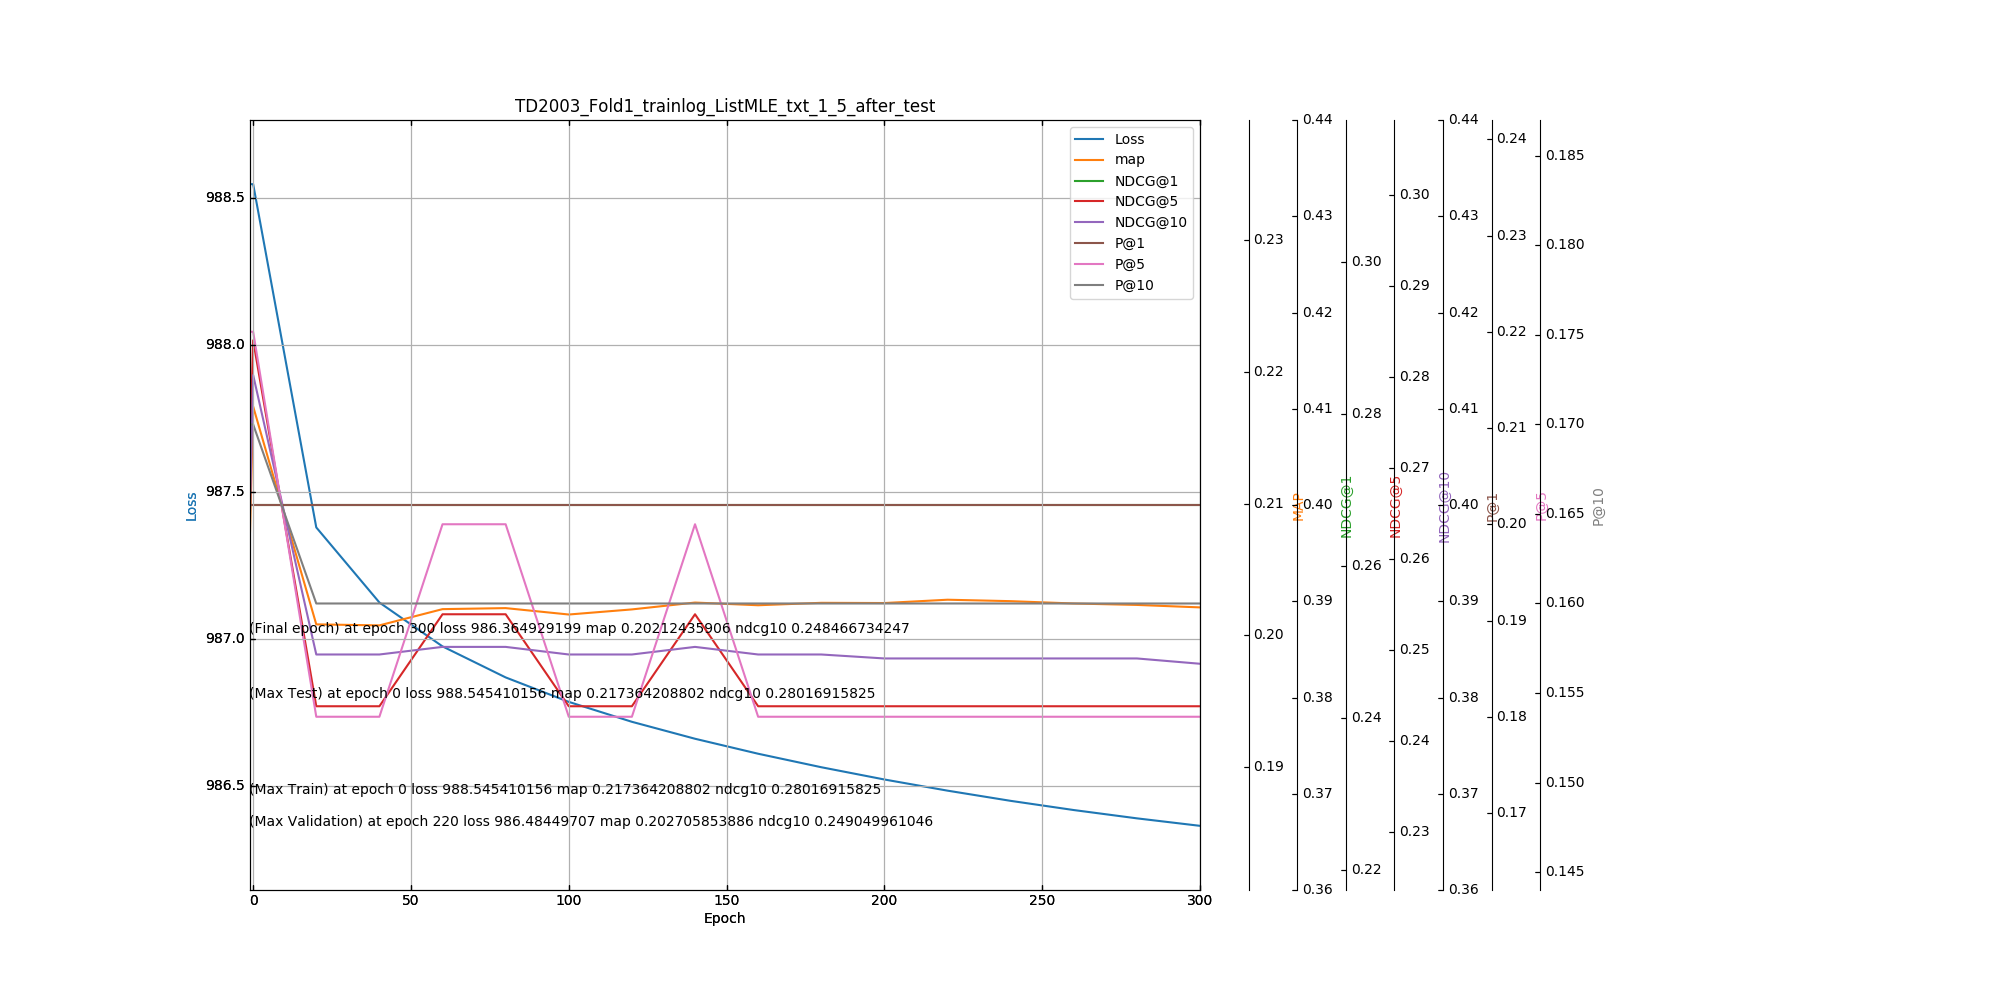 TD2003_Fold1_trainlog_ListMLE_txt_1_5_after_test
Loss
map
NDCG@1
NDCG@5
NDCG@10
P@1
P@5
P@10
988.5
988.0
987.5
987.0
986.5
Loss
(Final epoch) at epoch 300 loss 986.364929199 map 0.20212435906 ndcg10 0.248466734247
(Max Test) at epoch 0 loss 988.545410156 map 0.217364208802 ndcg10 0.28016915825
(Max Train) at epoch 0 loss 988.545410156 map 0.217364208802 ndcg10 0.28016915825
(Max Validation) at epoch 220 loss 986.48449707 map 0.202705853886 ndcg10 0.249049961046
0 50 100 150 200 250 300
Epoch
0.23
0.22
0.21
0.20
0.19
MAP
0.44
0.43
0.42
0.41
0.40
0.39
0.38
0.37
0.36
NDCG@1
0.30
0.28
0.26
0.24
0.22
NDCG@5
0.30
0.29
0.28
0.27
0.26
0.25
0.24
0.23
NDCG@10
0.44
0.43
0.42
0.41
0.40
0.39
0.38
0.37
0.36
P@1
0.24
0.23
0.22
0.21
0.20
0.19
0.18
0.17
P@5
0.185
0.180
0.175
0.170
0.165
0.160
0.155
0.150
0.145
P@10